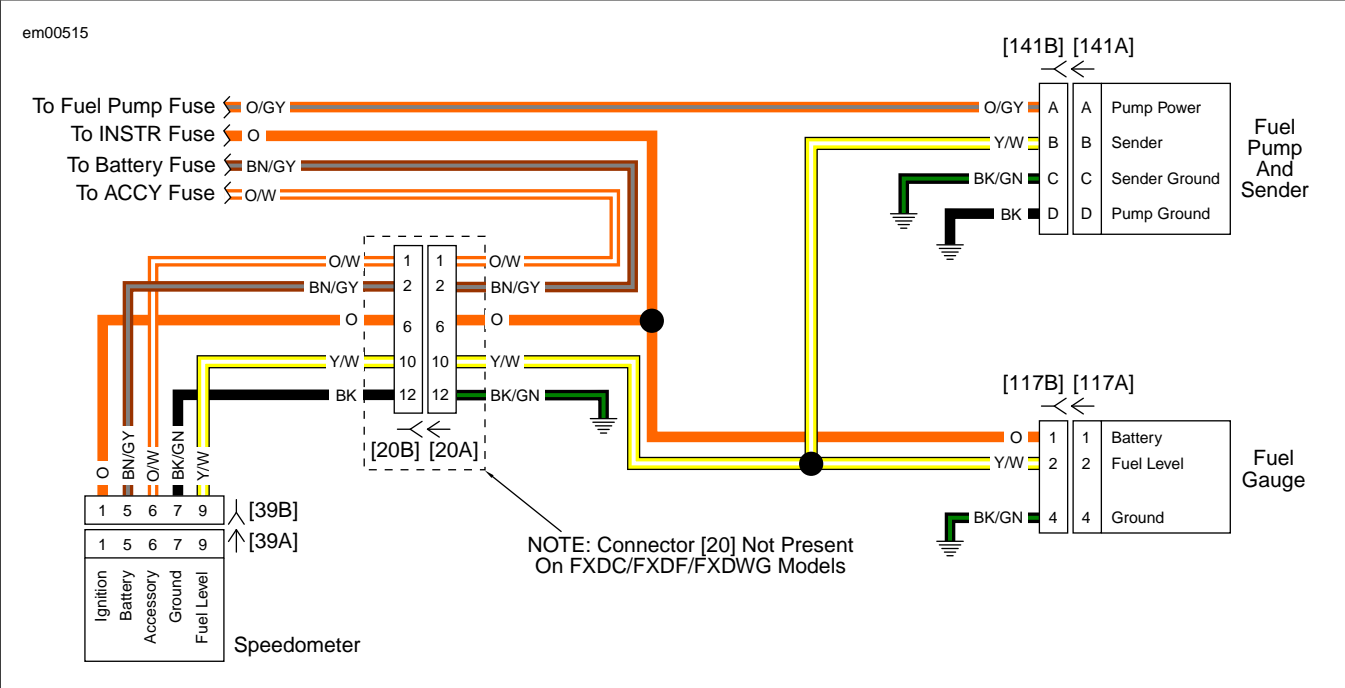 em00515
[141B] [141A]
To Fuel Pump Fuse O/GY O/GY A A Pump Power
To INSTR Fuse O
Y/W B B Sender
To Battery Fuse BN/GY
BK/GN C C Sender Ground
To ACCY Fuse O/W
BK D D Pump Ground
Fuel
Pump
And
Sender
O/W 1 1 O/W
BN/GY 2 2 BN/GY
O 6 6 O
Y/W 10 10 Y/W
BK 12 12 BK/GN
[20B] [20A]
[117B] [117A]
O 1 1 Battery
Y/W 2 2 Fuel Level
BK/GN 4 4 Ground
Fuel
Gauge
O BN/GY O/W BK/GN Y/W
1 5 6 7 9 [39B]
1 5 6 7 9 [39A]
Ignition
Battery
Accessory
Ground
Fuel Level
Speedometer
NOTE: Connector [20] Not Present
On FXDC/FXDF/FXDWG Models